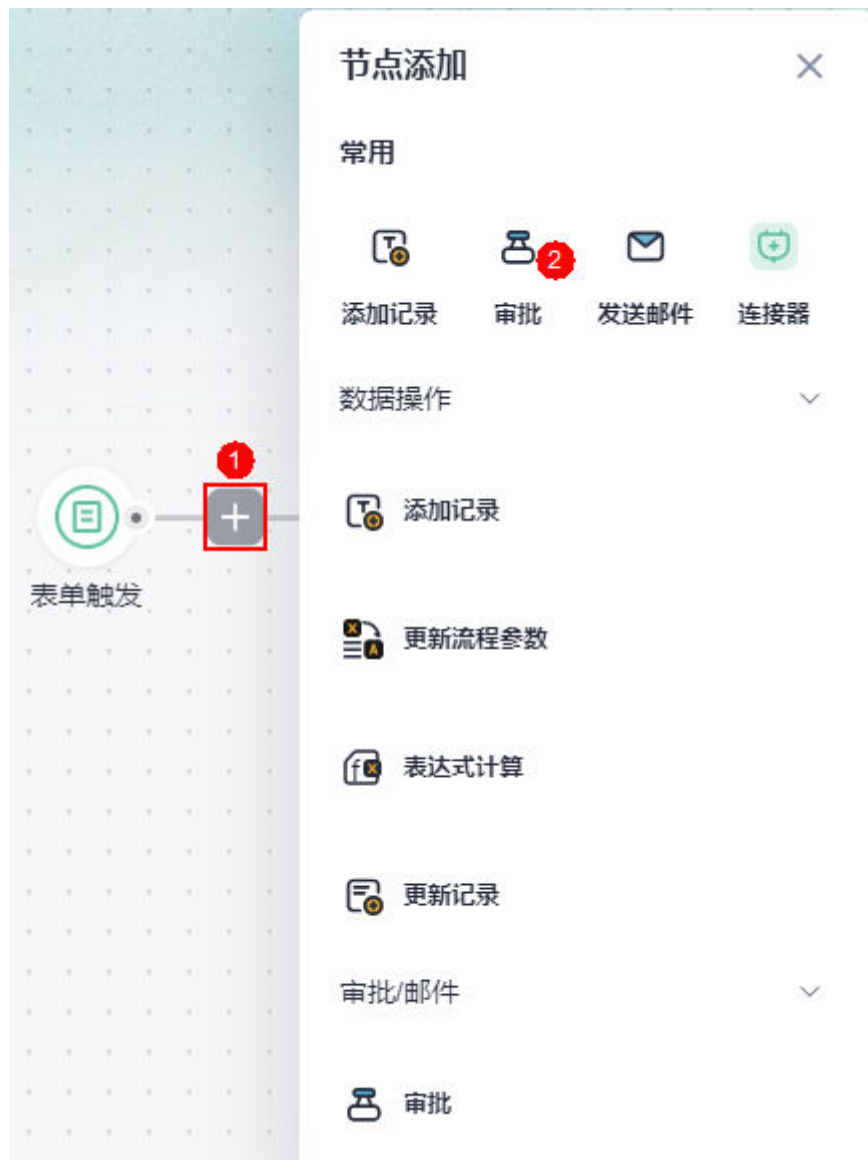 节点添加
常用
2
添加记录 审批 发送邮件 连接器
数据操作
1
添加记录
表单触发
更新流程参数
表达式计算
更新记录
审批/邮件
审批